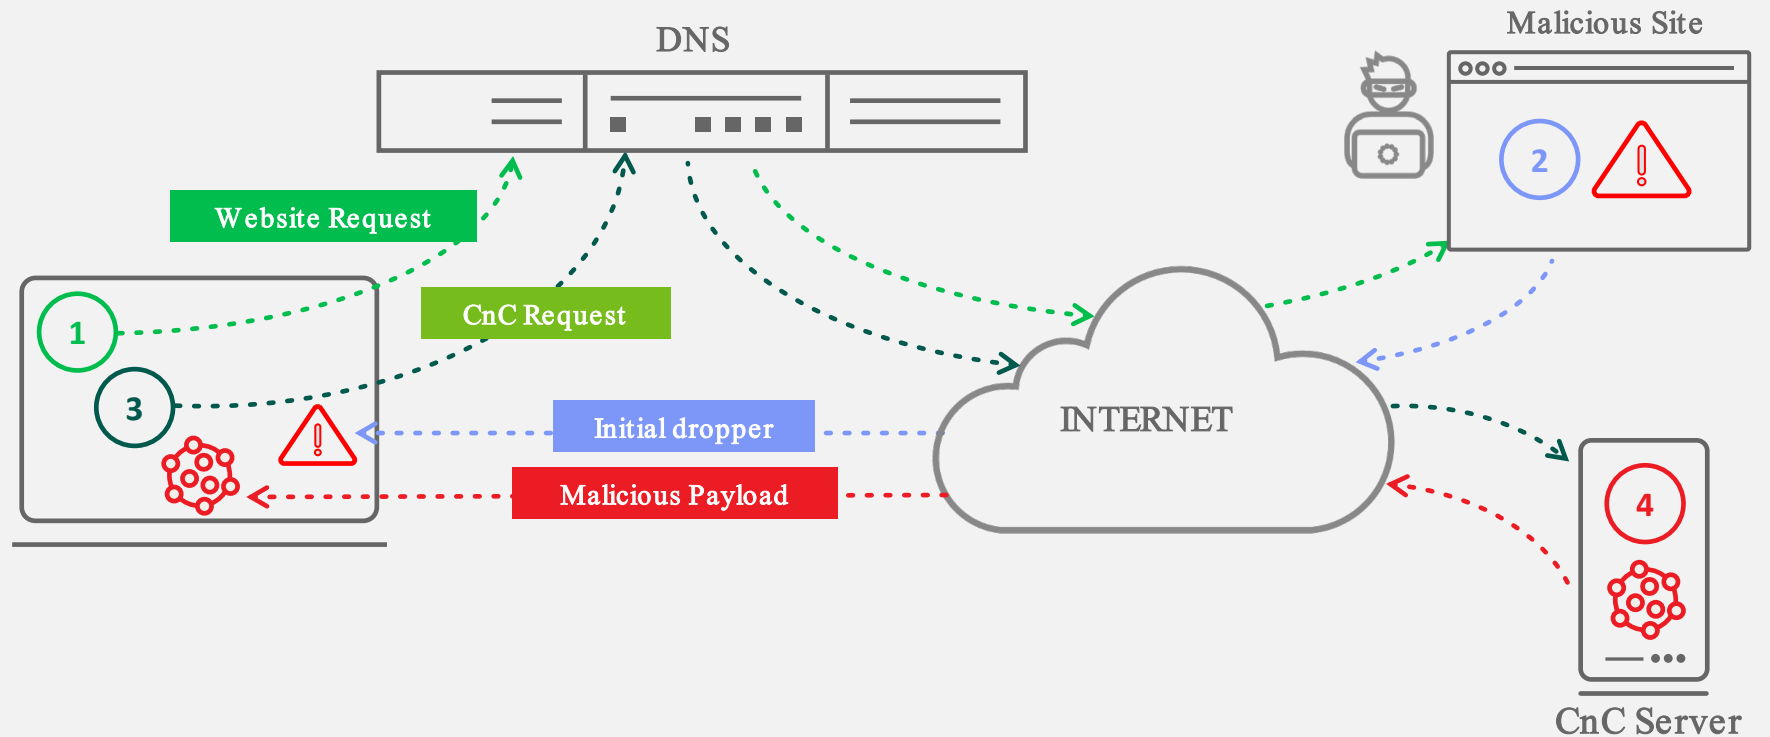 DNS
Malicious Site
2
Website Request
1
CnC Request
3
Initial dropper
INTERNET
Malicious Payload
4
CnC Server